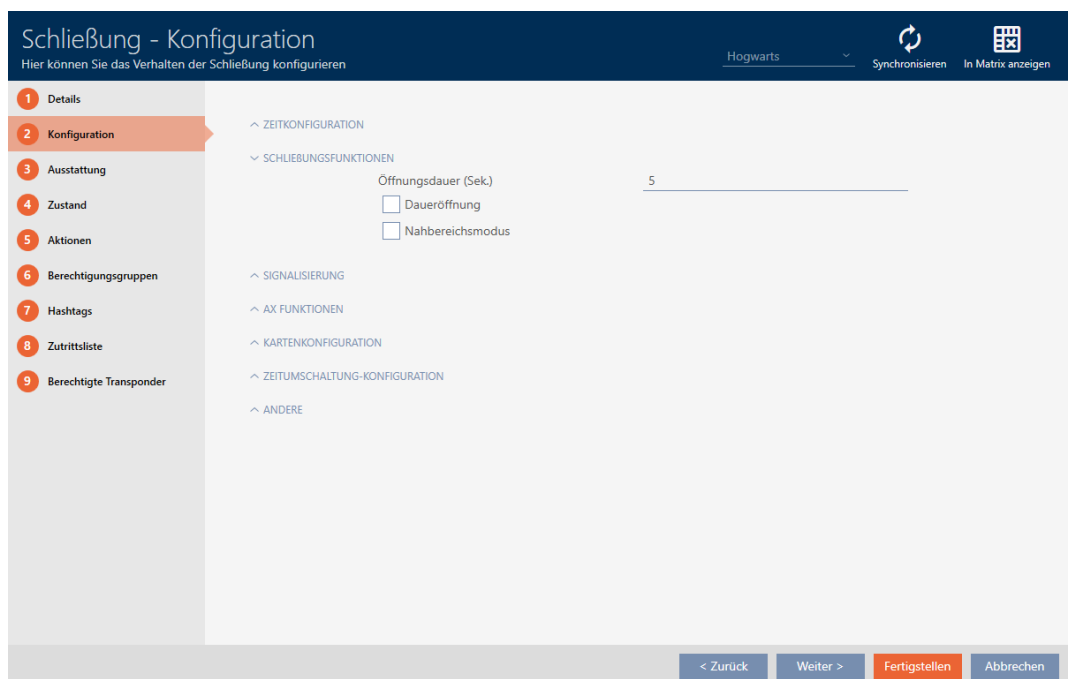 Schließung - Konfiguration
Hier können Sie das Verhalten der Schließung konfigurieren
Hogwarts
Synchronisieren
In Matrix anzeigen
1 Details
2 Konfiguration
3 Ausstattung
4 Zustand
5 Aktionen
6 Berechtigungsgruppen
7 Hashtags
8 Zutrittsliste
9 Berechtigte Transponder
ZEITKONFIGURATION
SCHLIEßUNGSFUNKTIONEN
Öffnungsdauer (Sek.) 5
Daueröffnung
Nahbereichsmodus
SIGNALISIERUNG
AX FUNKTIONEN
KARTENKONFIGURATION
ZEITUMSCHALTUNG-KONFIGURATION
ANDERE
< Zurück
Weiter >
Fertigstellen
Abbrechen